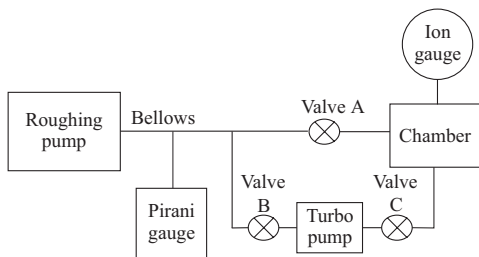 Ion
gauge
Valve A
Bellows
Roughing
pump
Chamber
Valve
B
Valve
C
Pirani
gauge
Turbo
pump